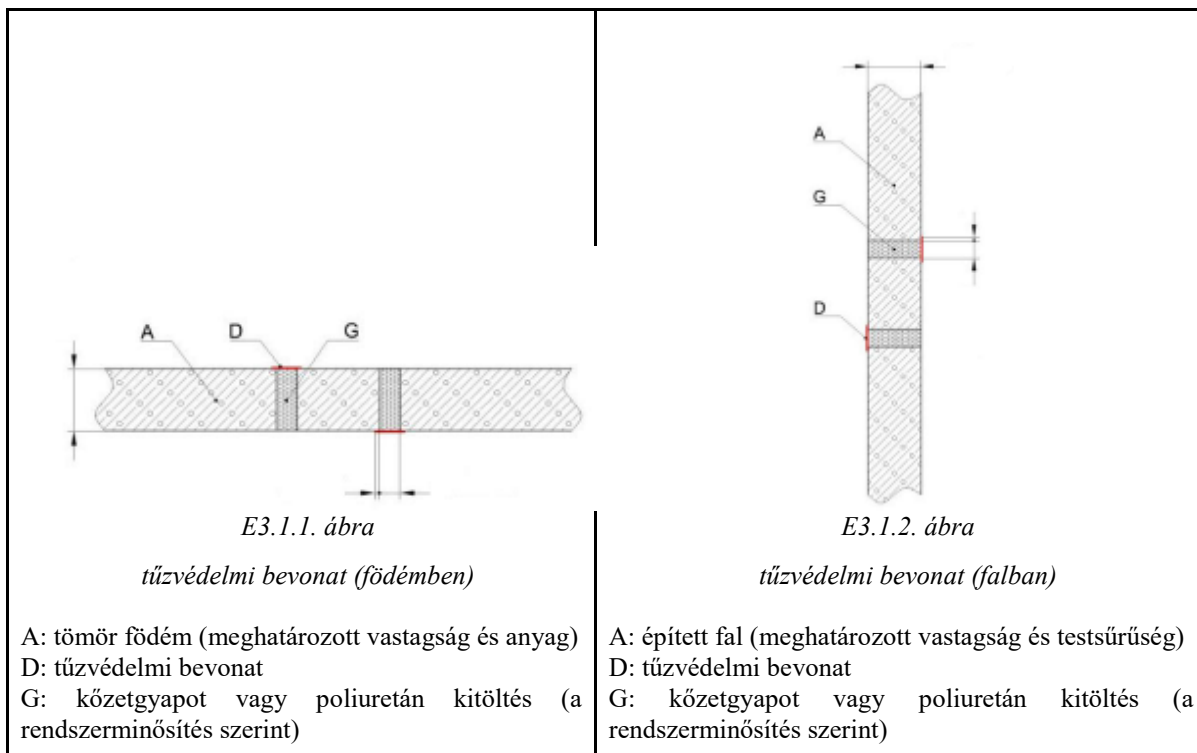 A
D
G
E3.1.1. ábra
tűzvédelmi bevonat (födémben)
A: tömör födém (meghatározott vastagság és anyag)
D: tűzvédelmi bevonat
G: kőzetgyapot vagy poliuretán kitöltés (a
rendszerminősítés szerint)
A
G
D
E3.1.2. ábra
tűzvédelmi bevonat (falban)
A: épített fal (meghatározott vastagság és testsűrűség)
D: tűzvédelmi bevonat
G: kőzetgyapot vagy poliuretán kitöltés (a
rendszerminősítés szerint)